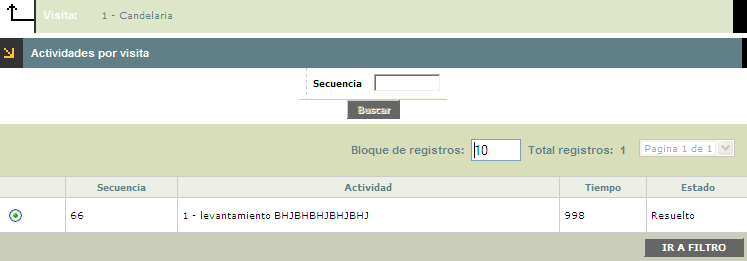 Visita: 1 - Candelaria
Actividades por visita
Secuencia
Buscar
Bloque de registros: 10 Total registros: 1 Pagina 1 de 1
Secuencia Actividad Tiempo Estado
66 1 - levantamiento BHJBHBHJBHJBHJ 998 Resuelto
IR A FILTRO